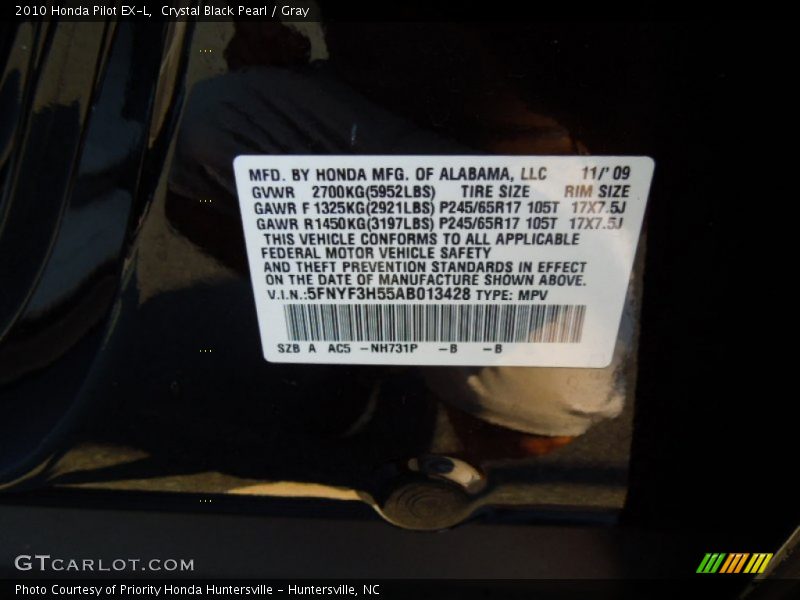 2010 Honda Pilot EX-L, Crystal Black Pearl / Gray
MFD. BY HONDA MFG. OF ALABAMA, LLC 11/'09
GVWR 2700KG(5952LBS) TIRE SIZE RIM SIZE
GAWR F 1325KG(2921LBS) P245/65R17 105T 17X7.5J
GAWR R1450KG(3197LBS) P245/65R17 105T 17X7.5J
THIS VEHICLE CONFORMS TO ALL APPLICABLE
FEDERAL MOTOR VEHICLE SAFETY
AND THEFT PREVENTION STANDARDS IN EFFECT
ON THE DATE OF MANUFACTURE SHOWN ABOVE.
V.I.N.:5FNYF3H55AB013428 TYPE: MPV
SZB A AC5 -NH731P -B -B
GTCARLOT.COM
Photo Courtesy of Priority Honda Huntersville - Huntersville, NC